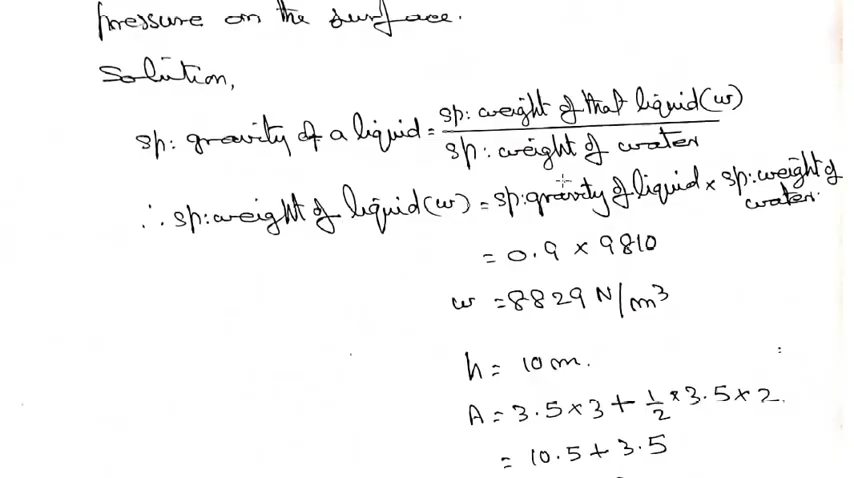 pressure on the surface.
Solution,
sp: gravity of a liquid = sp: weight of that liquid (w) / sp: weight of water
∴ sp: weight of liquid (w) = sp: gravity of liquid × sp: weight of water.
= 0.9 × 9810
w = 8829 N/m³
h = 10 m.
A = 3.5 × 3 + 1/2 × 3.5 × 2.
= 10.5 + 3.5